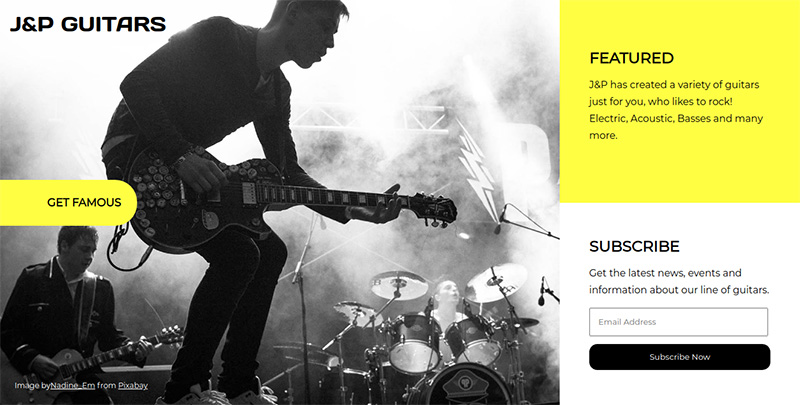 J&P GUITARS
GET FAMOUS
Image byNadine_Em from Pixabay
FEATURED
J&P has created a variety of guitars
just for you, who likes to rock!
Electric, Acoustic, Basses and many
more.
SUBSCRIBE
Get the latest news, events and
information about our line of guitars.
Email Address
Subscribe Now